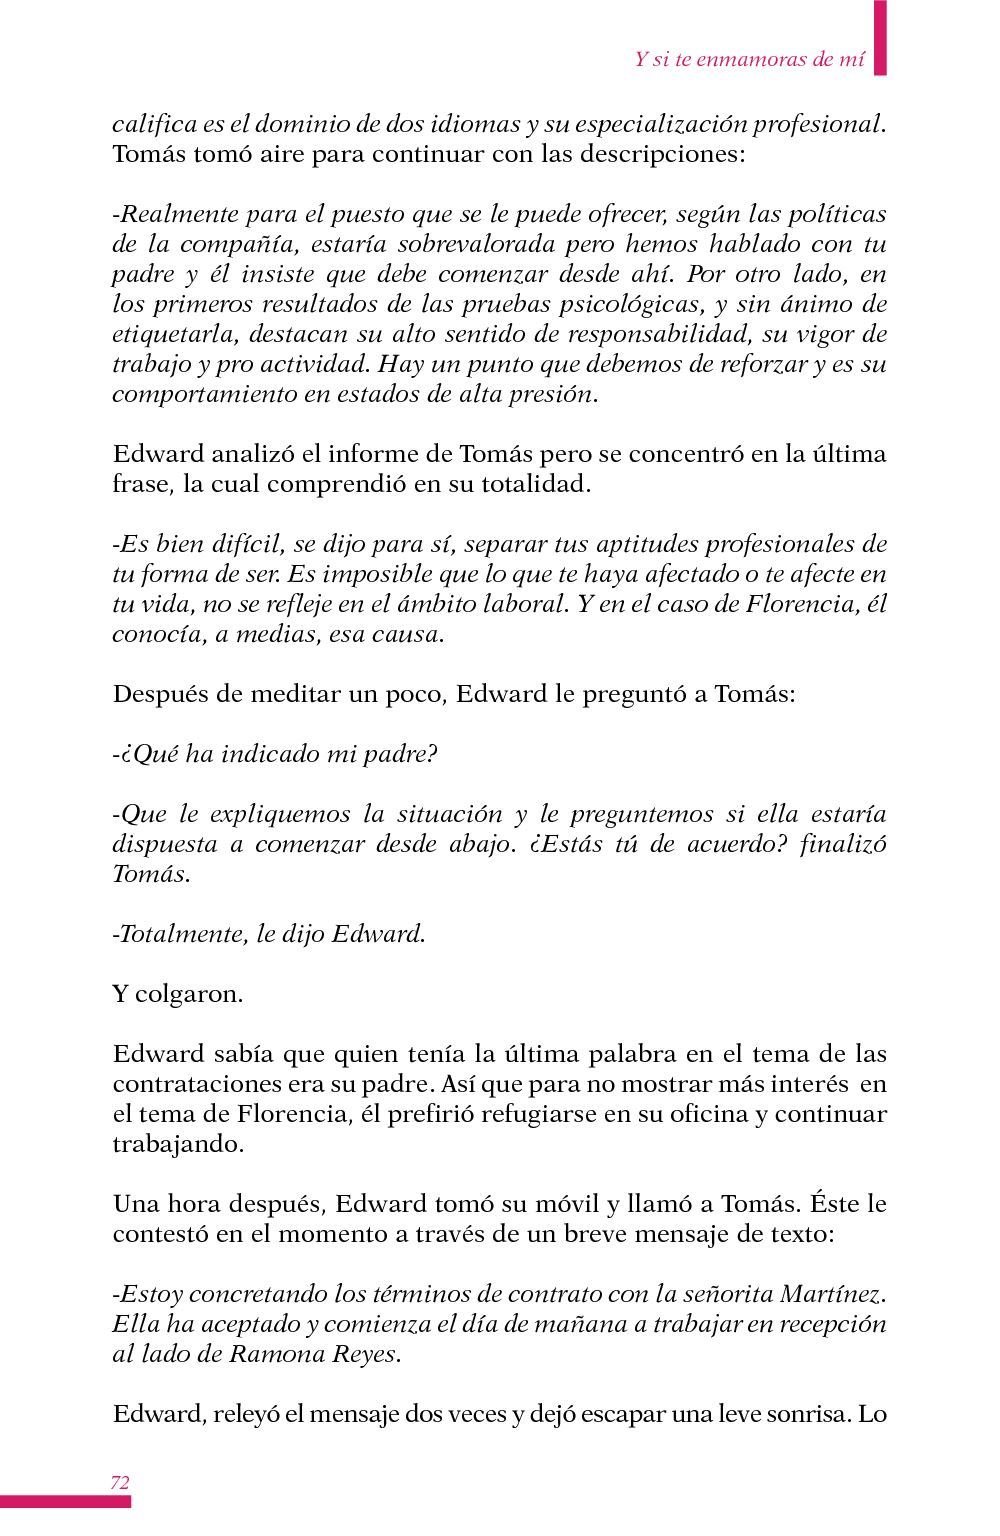 Y si te enmamoras de mí
califica es el dominio de dos idiomas y su especialización profesional.
Tomás tomó aire para continuar con las descripciones:
-Realmente para el puesto que se le puede ofrecer, según las políticas
de la compañía, estaría sobrevalorada pero hemos hablado con tu
padre y él insiste que debe comenzar desde ahí. Por otro lado, en
los primeros resultados de las pruebas psicológicas, y sin ánimo de
etiquetarla, destacan su alto sentido de responsabilidad, su vigor de
trabajo y pro actividad. Hay un punto que debemos de reforzar y es su
comportamiento en estados de alta presión.
Edward analizó el informe de Tomás pero se concentró en la última
frase, la cual comprendió en su totalidad.
-Es bien difícil, se dijo para sí, separar tus aptitudes profesionales de
tu forma de ser. Es imposible que lo que te haya afectado o te afecte en
tu vida, no se refleje en el ámbito laboral. Y en el caso de Florencia, él
conocía, a medias, esa causa.
Después de meditar un poco, Edward le preguntó a Tomás:
-¿Qué ha indicado mi padre?
-Que le expliquemos la situación y le preguntemos si ella estaría
dispuesta a comenzar desde abajo. ¿Estás tú de acuerdo? finalizó
Tomás.
-Totalmente, le dijo Edward.
Y colgaron.
Edward sabía que quien tenía la última palabra en el tema de las
contrataciones era su padre. Así que para no mostrar más interés en
el tema de Florencia, él prefirió refugiarse en su oficina y continuar
trabajando.
Una hora después, Edward tomó su móvil y llamó a Tomás. Éste le
contestó en el momento a través de un breve mensaje de texto:
-Estoy concretando los términos de contrato con la señorita Martínez.
Ella ha aceptado y comienza el día de mañana a trabajar en recepción
al lado de Ramona Reyes.
Edward, releyó el mensaje dos veces y dejó escapar una leve sonrisa. Lo
72